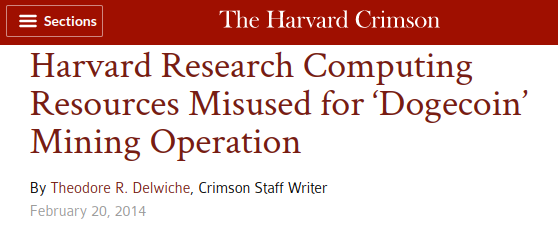 Sections
The Harvard Crimson
Harvard Research Computing
Resources Misused for ‘Dogecoin’
Mining Operation
By Theodore R. Delwiche, Crimson Staff Writer
February 20, 2014